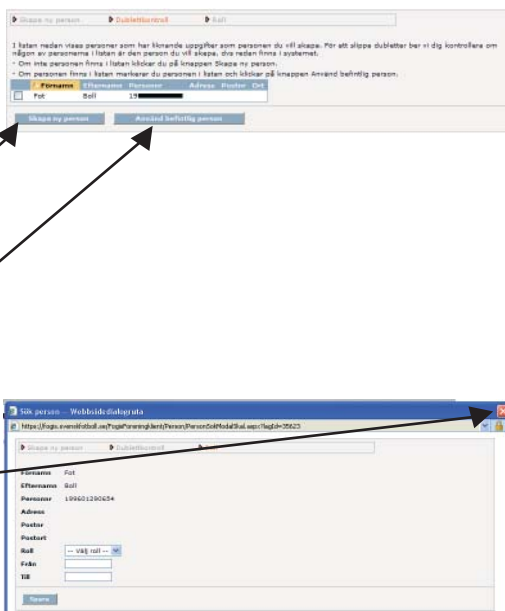 Skapa ny person Dublettkontroll Roll
I listan nedan visas personer som har liknande uppgifter som personen du vill skapa. För att slippa dubletter ber vi dig kontrollera om
någon av personerna i listan är den person du vill skapa, dvs redan finns i systemet.
- Om inte personen finns i listan klickar du på knappen Skapa ny person.
- Om personen finns i listan markerar du personen i listan och klickar på knappen Använd befintlig person.
Förnamn Efternamn Personnr Adress Postnr Ort
Fot Boll 19
Skapa ny person Använd befintlig person
Sök person -- Webbsidedialogruta
Skapa ny person Dublettkontroll
Förnamn Fot
Efternamn Boll
Personnr
Adress
Postnr
Postort
Roll -- Välj roll --
Från
Till
Spara